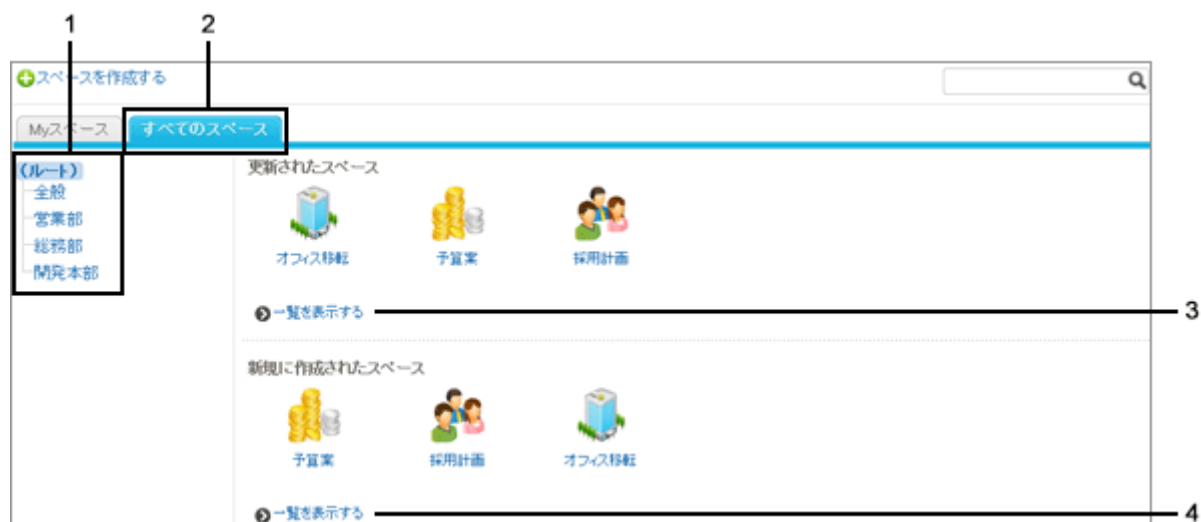 1 2
スペースを作成する
Myスペース すべてのスペース
(ルート)
全般
営業部
総務部
開発本部
更新されたスペース
オフィス移転 予算案 採用計画
一覧を表示する 3
新規に作成されたスペース
予算案 採用計画 オフィス移転
一覧を表示する 4